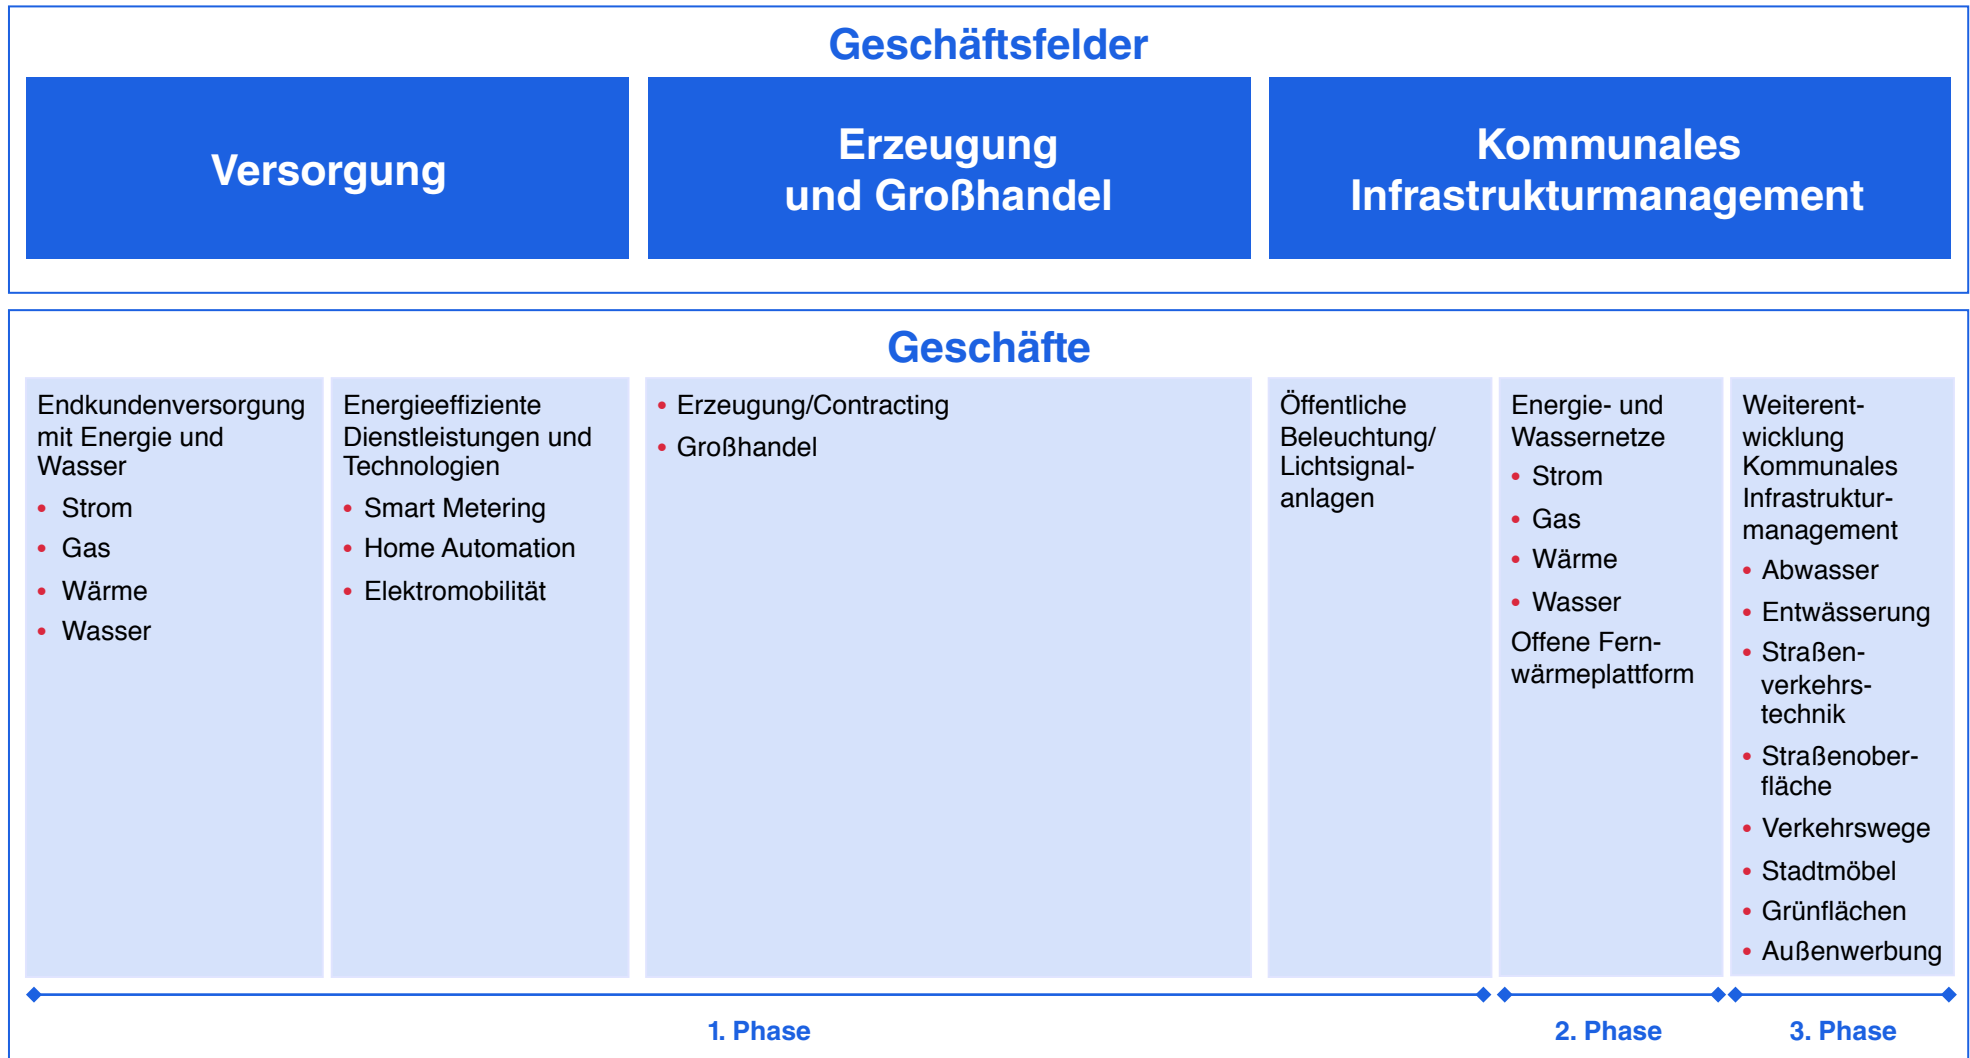 Geschäftsfelder
Versorgung
Erzeugung
und Großhandel
Kommunales
Infrastrukturmanagement
Geschäfte
Endkundenversorgung
mit Energie und
Wasser
• Strom
• Gas
• Wärme
• Wasser
Energieeffiziente
Dienstleistungen und
Technologien
• Smart Metering
• Home Automation
• Elektromobilität
• Erzeugung/Contracting
• Großhandel
Öffentliche
Beleuchtung/
Lichtsignal-
anlagen
Energie- und
Wassernetze
• Strom
• Gas
• Wärme
• Wasser
Offene Fern-
wärmeplattform
Weiterent-
wicklung
Kommunales
Infrastruktur-
management
• Abwasser
• Entwässerung
• Straßen-
verkehrs-
technik
• Straßenober-
fläche
• Verkehrswege
• Stadtmöbel
• Grünflächen
• Außenwerbung
1. Phase
2. Phase
3. Phase